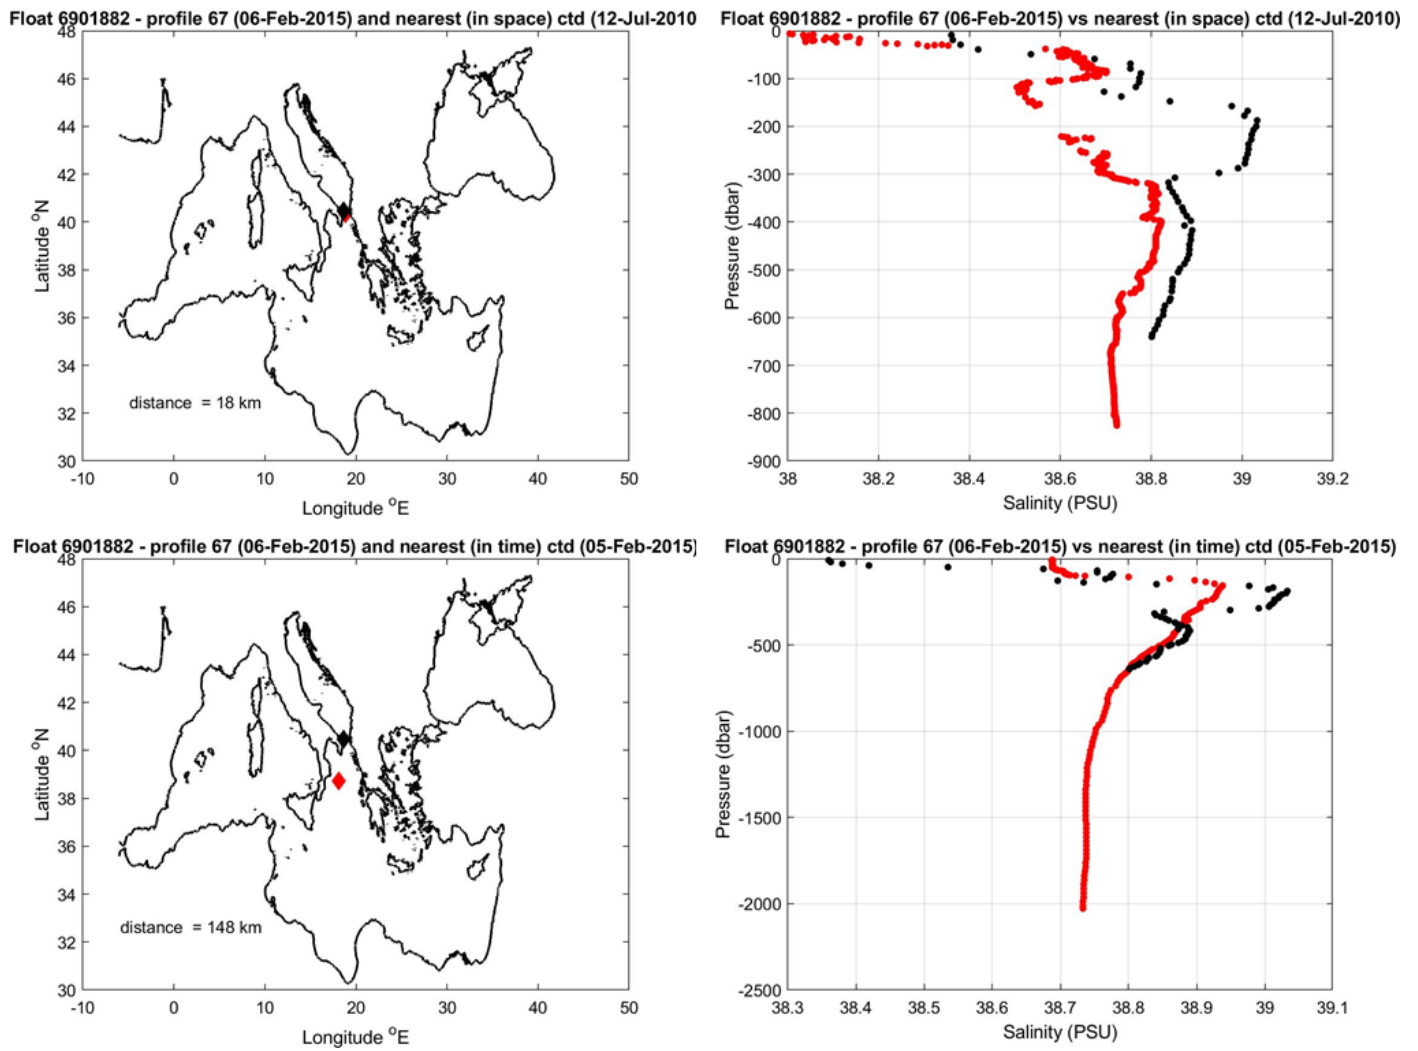 Float 6901882 - profile 67 (06-Feb-2015) and nearest (in space) ctd (12-Jul-2010
48
46
44
42
40
38
36
34
32
30
Latitude °N
distance = 18 km
-10 0 10 20 30 40 50
Longitude °E
Float 6901882 - profile 67 (06-Feb-2015) vs nearest (in space) ctd (12-Jul-2010)
0
-100
-200
-300
-400
-500
-600
-700
-800
-900
Pressure (dbar)
38 38.2 38.4 38.6 38.8 39 39.2
Salinity (PSU)
Float 6901882 - profile 67 (06-Feb-2015) and nearest (in time) ctd (05-Feb-2015)
48
46
44
42
40
38
36
34
32
30
Latitude °N
distance = 148 km
-10 0 10 20 30 40 50
Longitude °E
Float 6901882 - profile 67 (06-Feb-2015) vs nearest (in time) ctd (05-Feb-2015)
0
-500
-1000
-1500
-2000
-2500
Pressure (dbar)
38.3 38.4 38.5 38.6 38.7 38.8 38.9 39 39.1
Salinity (PSU)